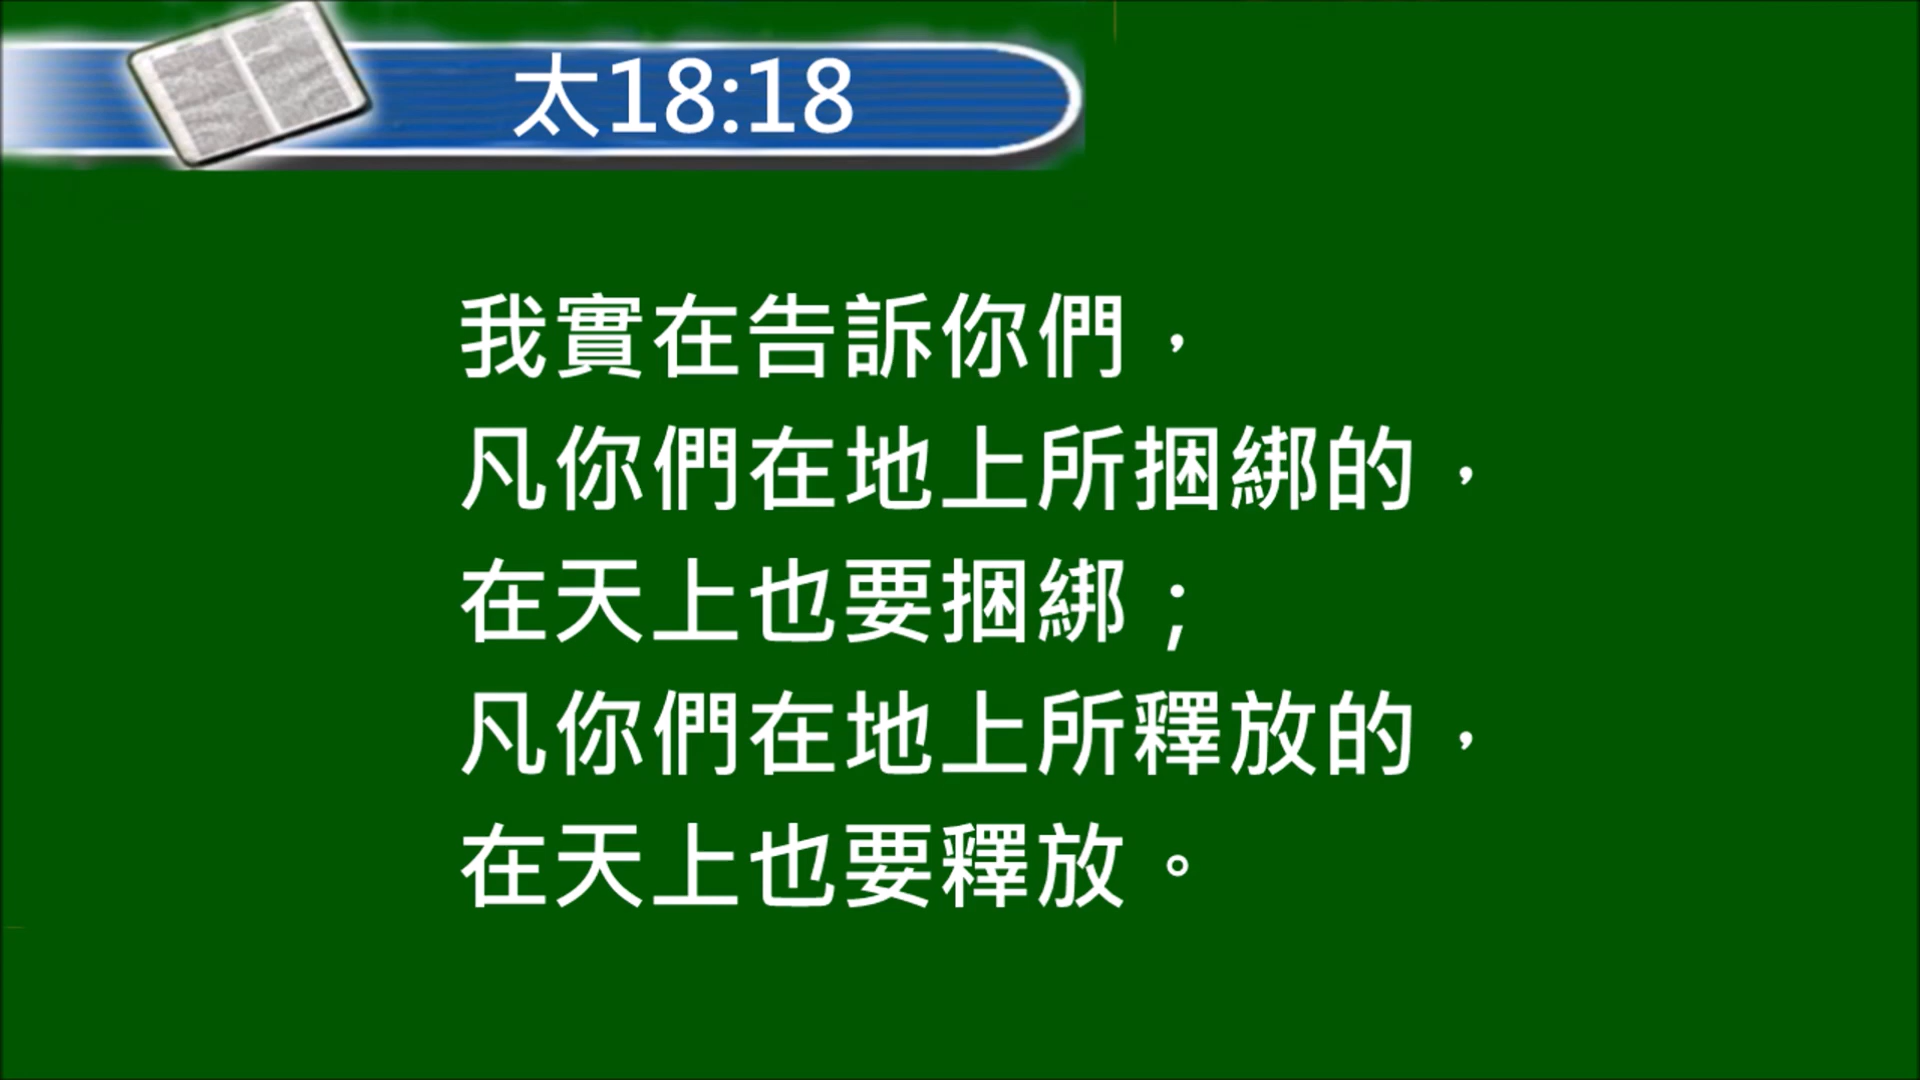 太18:18
我實在告訴你們，
凡你們在地上所捆綁的，
在天上也要捆綁；
凡你們在地上所釋放的，
在天上也要釋放。